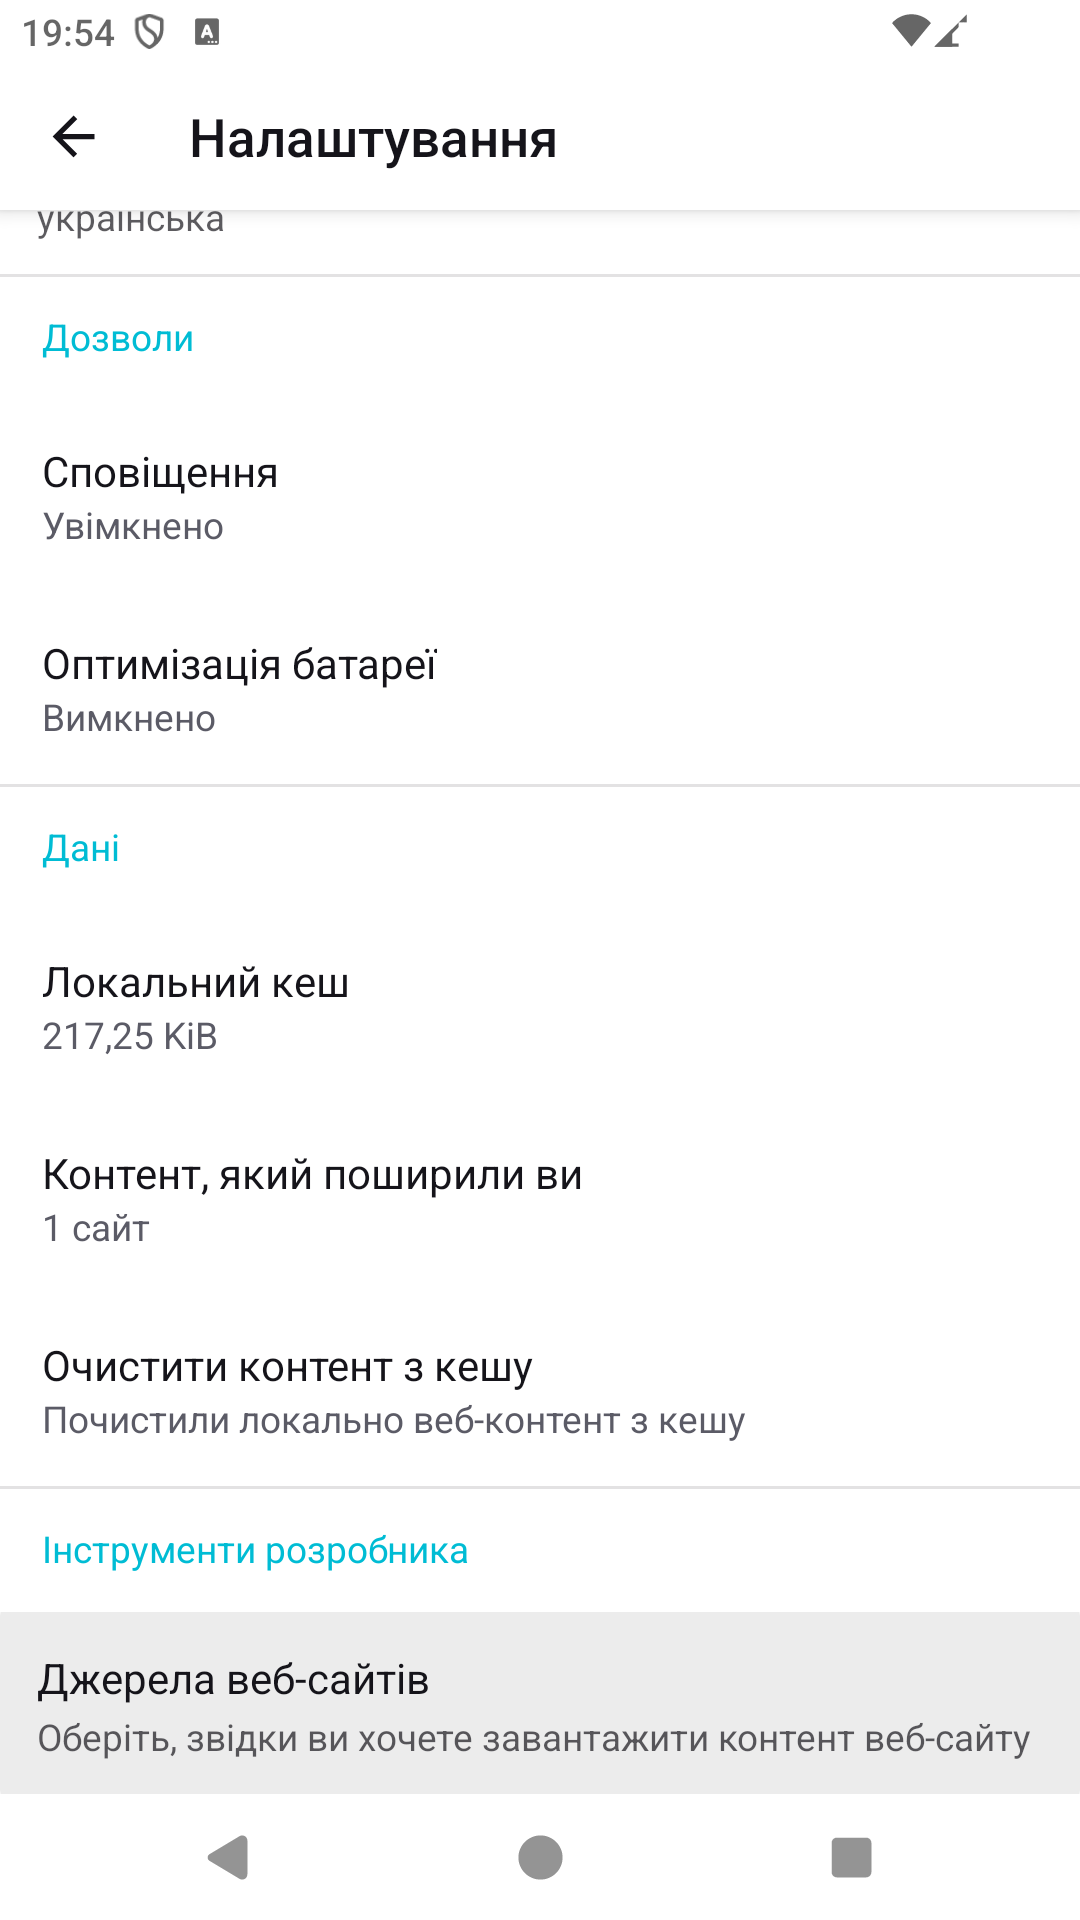 19:54
Налаштування
українська
Дозволи
Сповіщення
Увімкнено
Оптимізація батареї
Вимкнено
Дані
Локальний кеш
217,25 KiB
Контент, який поширили ви
1 сайт
Очистити контент з кешу
Почистили локально веб-контент з кешу
Інструменти розробника
Джерела веб-сайтів
Оберіть, звідки ви хочете завантажити контент веб-сайту